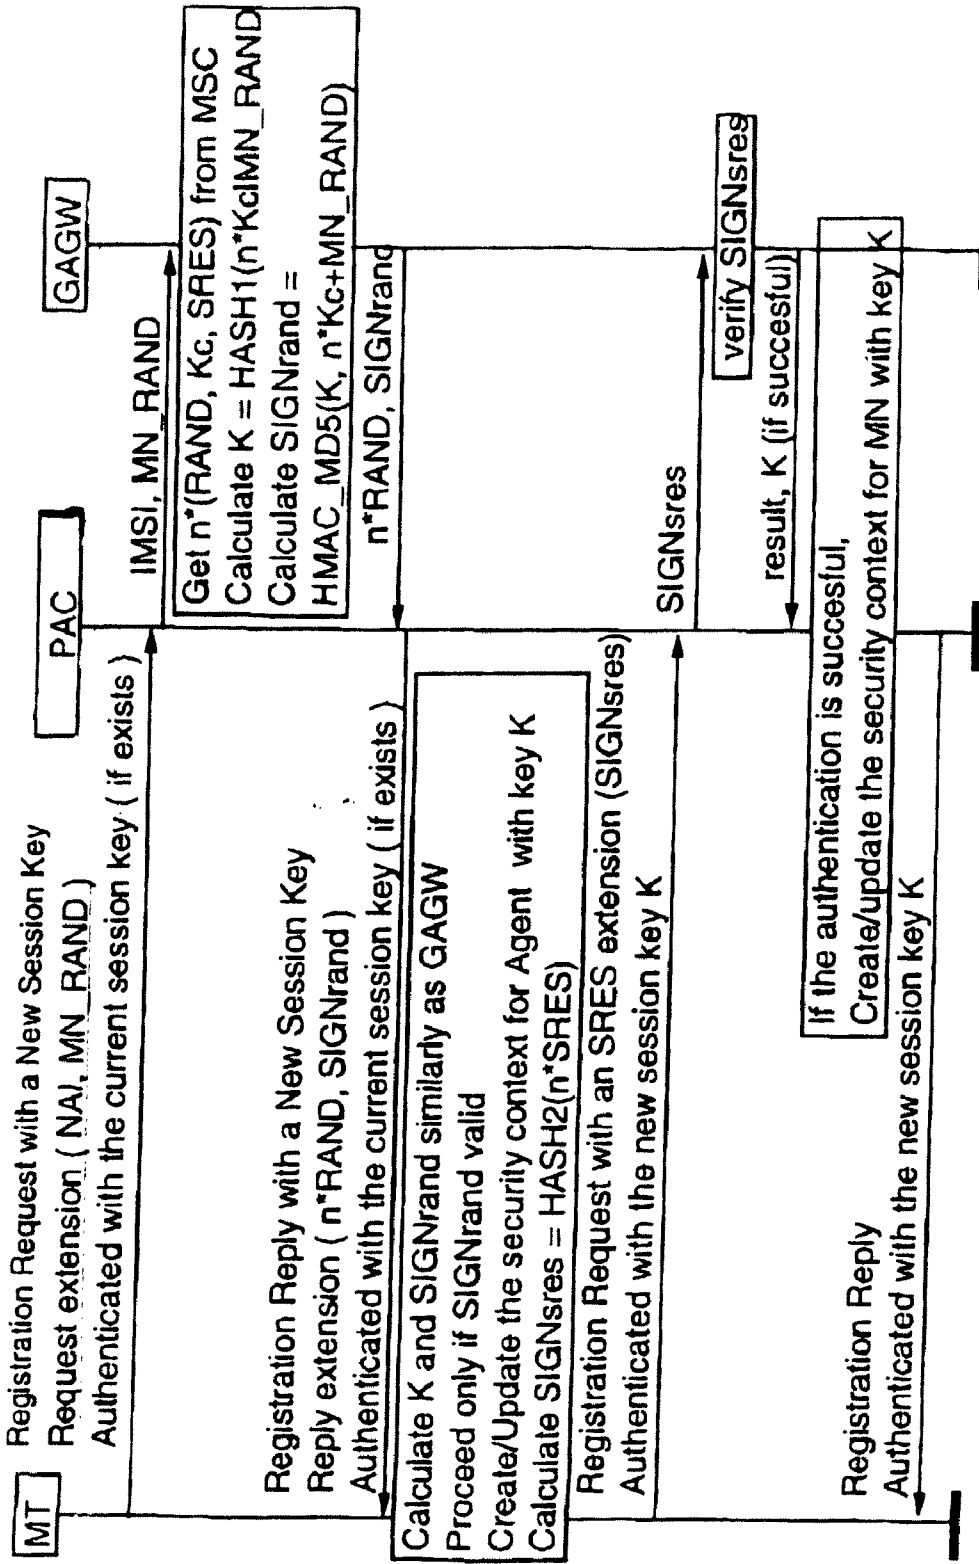 MT
PAC
GAGW
Registration Request with a New Session Key
Request extension ( NAI, MN_RAND )
Authenticated with the current session key ( if exists )
IMSI, MN_RAND
Get n*(RAND, Kc, SRES) from MSC
Calculate K = HASH1(n*Kc|MN_RAND
Calculate SIGNrand =
HMAC_MD5(K, n*Kc+MN_RAND)
n*RAND, SIGNrand
Registration Reply with a New Session Key
Reply extension ( n*RAND, SIGNrand )
Authenticated with the current session key ( if exists )
Calculate K and SIGNrand similarly as GAGW
Proceed only if SIGNrand valid
Create/Update the security context for Agent with key K
Calculate SIGNsres = HASH2(n*SRES)
Registration Request with an SRES extension (SIGNsres)
Authenticated with the new session key K
SIGNsres
verify SIGNsres
result, K (if succesful)
If the authentication is succesful,
Create/update the security context for MN with key K
Registration Reply
Authenticated with the new session key K